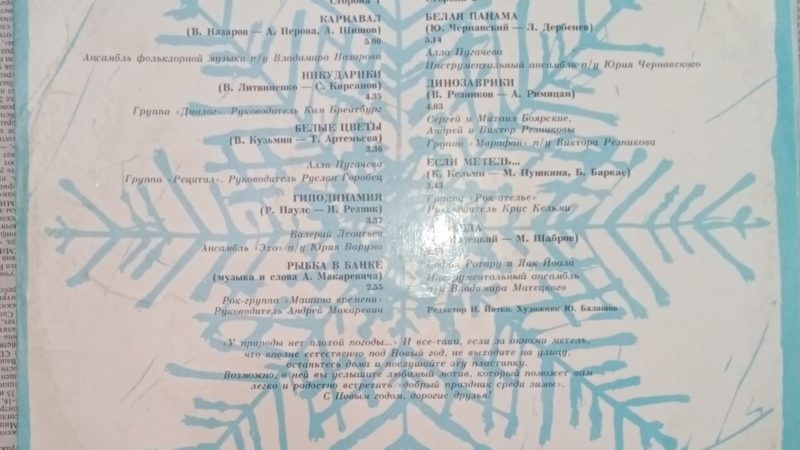 Сторона 1
КАРНАВАЛ
(В. Назаров — А. Перова, А. Шишов)
5.00
Ансамбль фольклорной музыки п/у Владимира Назарова
НИКУДАРИКИ
(В. Литвиненко — С. Кирсанов)
4.35
Группа «Диалог». Руководитель Ким Брейтбург
БЕЛЫЕ ЦВЕТЫ
(В. Кузьмин — Т. Артемьева)
3.36
Алла Пугачева
Группа «Рецитал». Руководитель Руслан Горобец
ГИПОДИНАМИЯ
(Р. Паулс — И. Резник)
3.37
Валерий Леонтьев
Ансамбль «Эхо» п/у Юрия Варума
РЫБКА В БАНКЕ
(музыка и слова А. Макаревича)
2.55
Рок-группа «Машина времени»
Руководитель Андрей Макаревич
БЕЛАЯ ПАНАМА
(Ю. Чернавский — Л. Дербенев)
5.14
Алла Пугачева
Инструментальный ансамбль п/у Юрия Чернавского
ДИНОЗАВРИКИ
(В. Резников — А. Римицан)
4.03
Сергей и Михаил Боярские,
Андрей и Виктор Резниковы
Группа «Марафон» п/у Виктора Резникова
ЕСЛИ МЕТЕЛЬ...
(К. Кельми — М. Пушкина, Б. Баркас)
3.43
Группа «Рок-ателье»
Руководитель Крис Кельми
— М. Шабров)
Ротару и Яак Йоала
Инструментальный ансамбль
п/у Владимира Матецкого
Редактор И. Йотко. Художник Ю. Балашов
«У природы нет плохой погоды...» И все-таки, если за окнами метель,
что вполне естественно под Новый год, не выходите на улицу,
останьтесь дома и послушайте эту пластинку.
Возможно, в ней вы услышите любимый мотив, который поможет вам
легко и радостно встретить «добрый праздник среди зимы».
С Новым годом, дорогие друзья!